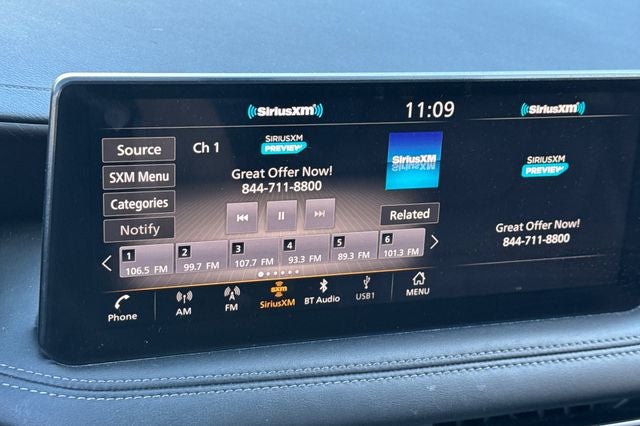 SiriusXM
11:09
SiriusXM
Source
Ch 1
SIRIUSXM
PREVIEW
SiriusXM
SXM Menu
Great Offer Now!
844-711-8800
Categories
Notify
Related
SIRIUSXM
PREVIEW
Great Offer Now!
844-711-8800
1 106.5 FM
2 99.7 FM
3 107.7 FM
4 93.3 FM
5 89.3 FM
6 101.3 FM
Phone
AM
FM
sxm
SiriusXM
BT Audio
USB1
MENU